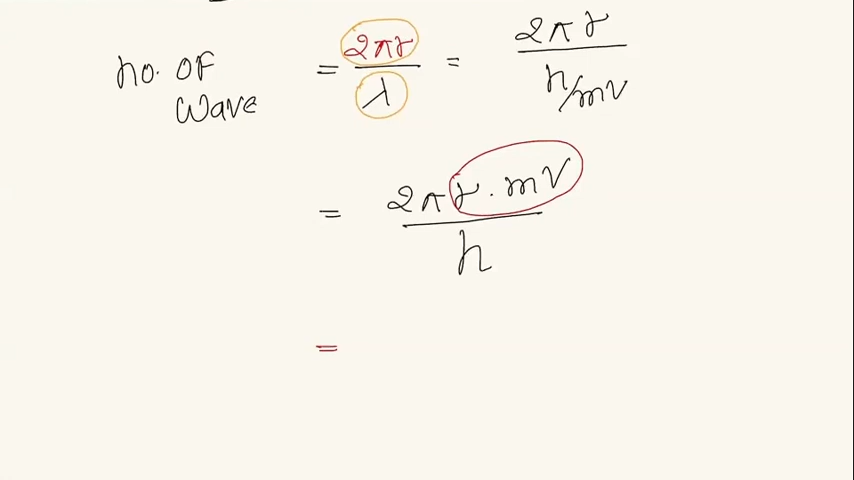 no. of wave = 2πr/λ = 2πr/h/mv
= 2πr.mv/h
=